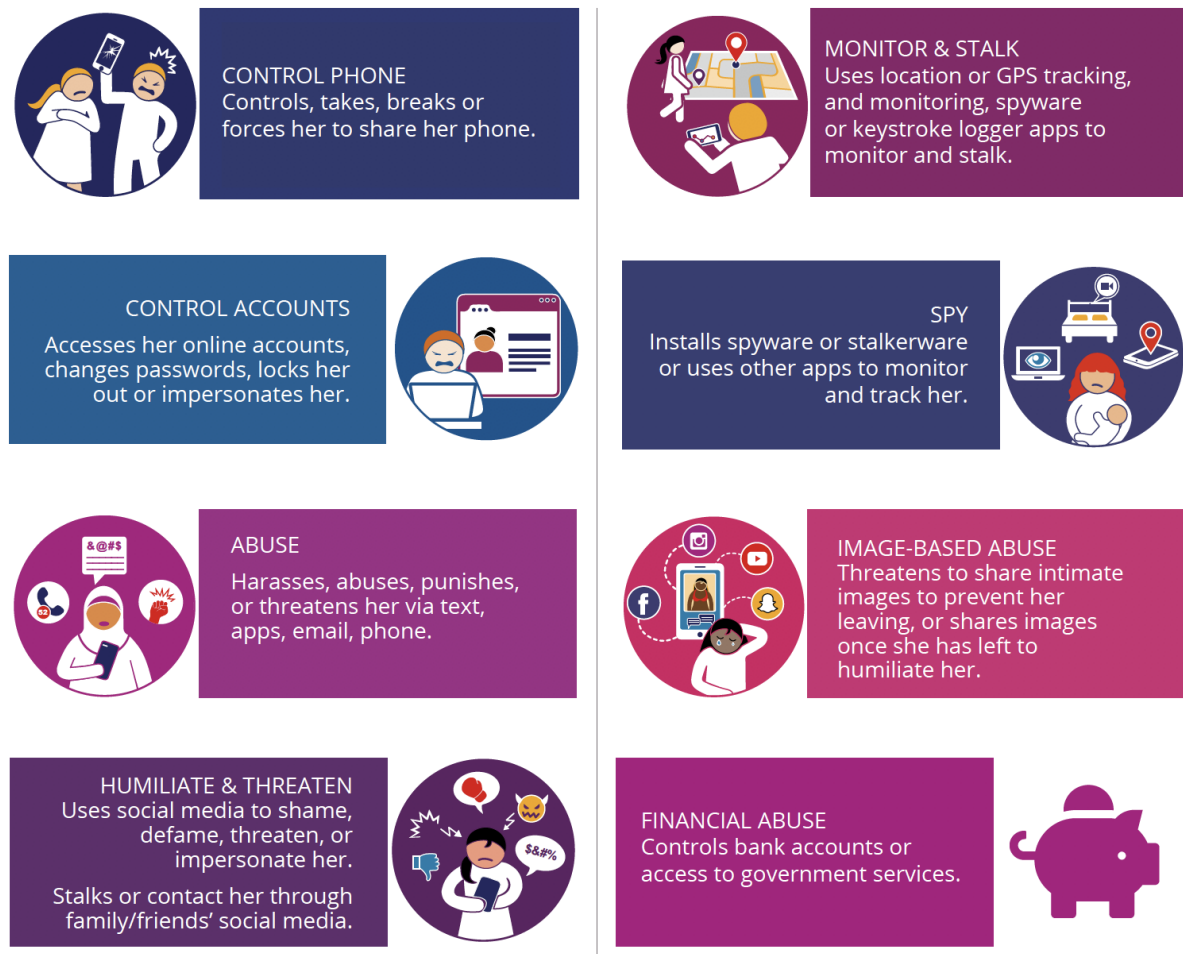 CONTROL PHONE
Controls, takes, breaks or
forces her to share her phone.
CONTROL ACCOUNTS
Accesses her online accounts,
changes passwords, locks her
out or impersonates her.
&@#$
52
ABUSE
Harasses, abuses, punishes,
or threatens her via text,
apps, email, phone.
HUMILIATE & THREATEN
Uses social media to shame,
defame, threaten, or
impersonate her.
Stalks or contact her through
family/friends’ social media.
$&#%
MONITOR & STALK
Uses location or GPS tracking,
and monitoring, spyware
or keystroke logger apps to
monitor and stalk.
SPY
Installs spyware or stalkerware
or uses other apps to monitor
and track her.
f
IMAGE-BASED ABUSE
Threatens to share intimate
images to prevent her
leaving, or shares images
once she has left to
humiliate her.
FINANCIAL ABUSE
Controls bank accounts or
access to government services.